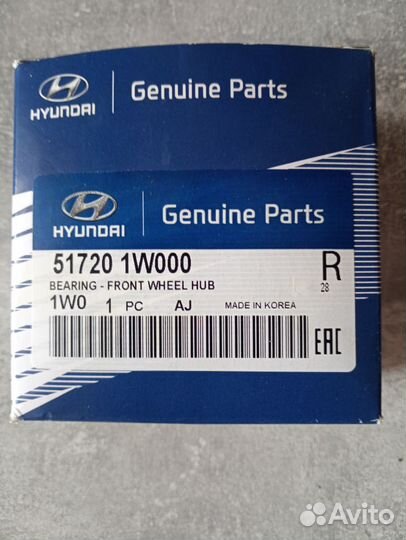 HYUNDAI
Genuine Parts
HYUNDAI
Genuine Parts
51720 1W000
R
BEARING - FRONT WHEEL HUB
28
1W0 1 PC AJ MADE IN KOREA
EAC
Avito